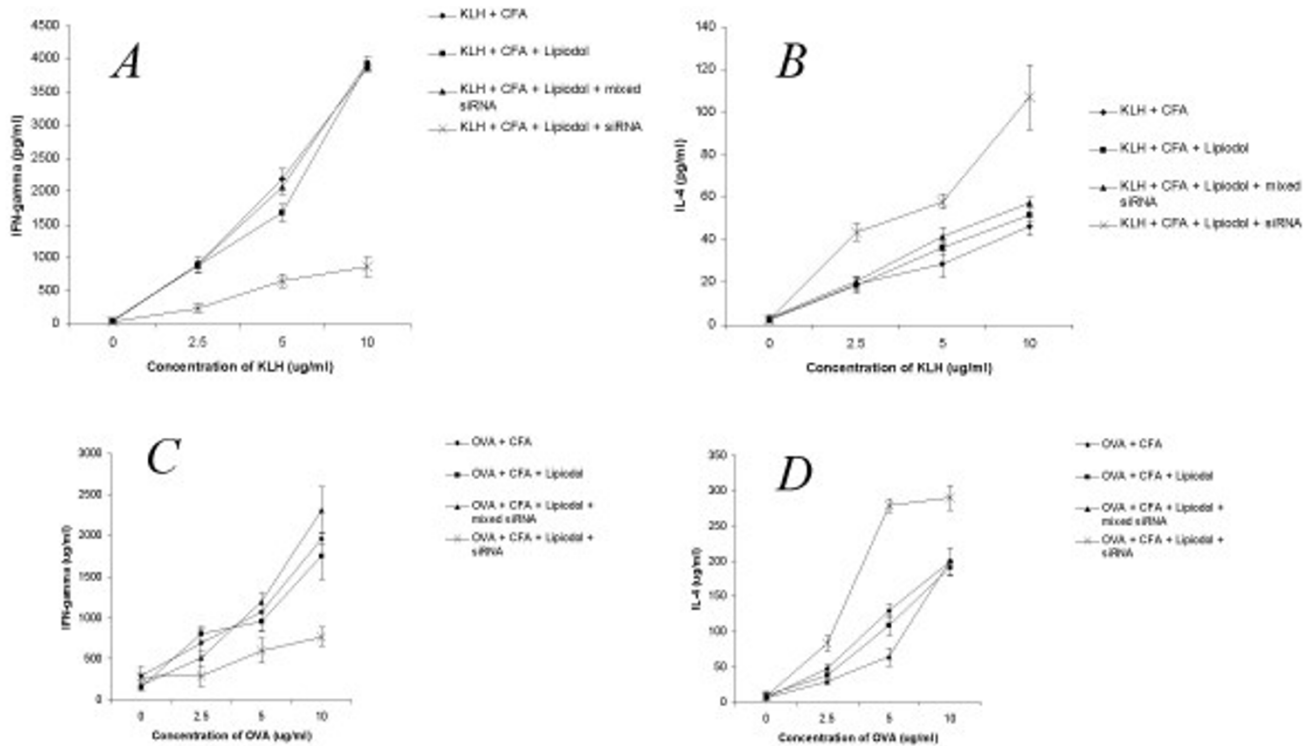 A
4500
4000
3500
3000
2500
2000
1500
1000
500
0
IFN-gamma (pg/ml)
0 2.5 5 10
Concentration of KLH (ug/ml)
KLH + CFA
KLH + CFA + Lipiodol
KLH + CFA + Lipiodol + mixed
siRNA
KLH + CFA + Lipiodol + siRNA
B
140
120
100
80
60
40
20
0
IL-4 (pg/ml)
0 2.5 5 10
Concentration of KLH (ug/ml)
KLH + CFA
KLH + CFA + Lipiodol
KLH + CFA + Lipiodol + mixed
siRNA
KLH + CFA + Lipiodol + siRNA
C
3000
2500
2000
1500
1000
500
0
IFN-gamma (ug/ml)
0 2.5 5 10
Concentration of OVA (ug/ml)
OVA + CFA
OVA + CFA + Lipiodol
OVA + CFA + Lipiodol +
mixed siRNA
OVA + CFA + Lipiodol +
siRNA
D
350
300
250
200
150
100
50
0
IL-4 (ug/ml)
0 2.5 5 10
Concentration of OVA (ug/ml)
OVA + CFA
OVA + CFA + Lipiodol
OVA + CFA + Lipiodol +
mixed siRNA
OVA + CFA + Lipiodol +
siRNA